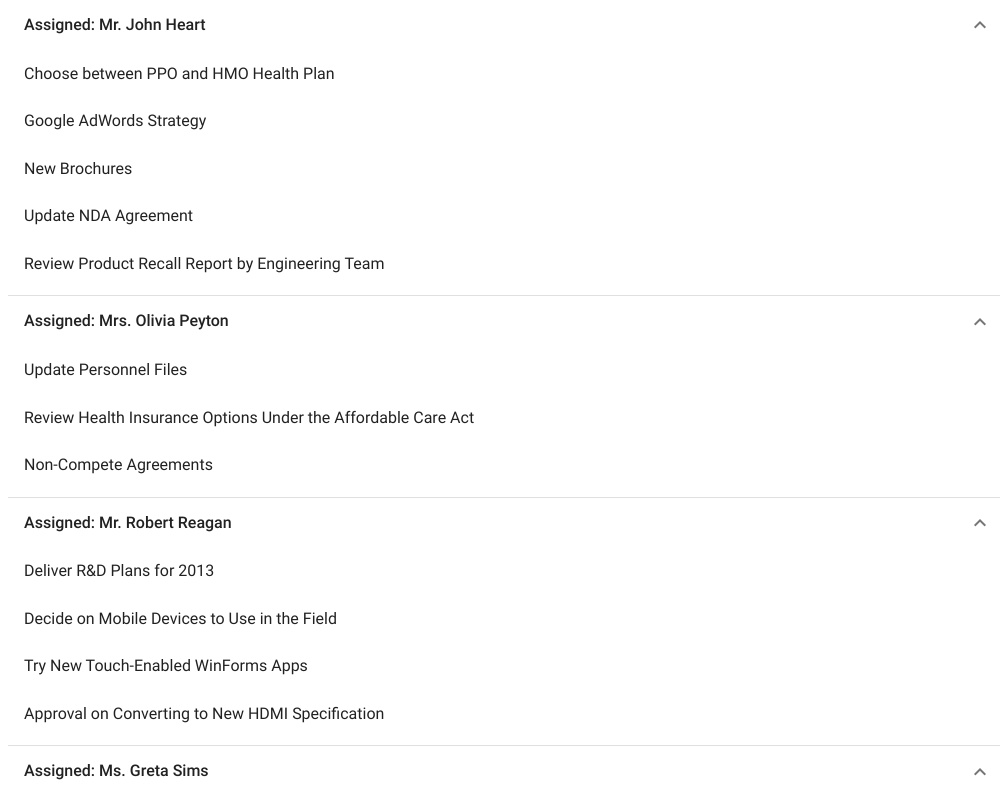 Assigned: Mr. John Heart
Choose between PPO and HMO Health Plan
Google AdWords Strategy
New Brochures
Update NDA Agreement
Review Product Recall Report by Engineering Team
Assigned: Mrs. Olivia Peyton
Update Personnel Files
Review Health Insurance Options Under the Affordable Care Act
Non-Compete Agreements
Assigned: Mr. Robert Reagan
Deliver R&D Plans for 2013
Decide on Mobile Devices to Use in the Field
Try New Touch-Enabled WinForms Apps
Approval on Converting to New HDMI Specification
Assigned: Ms. Greta Sims